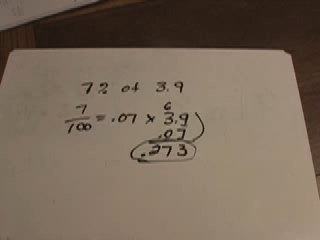 7% of 3.9
7/100 = .07 x 3.9
6
.07
.273